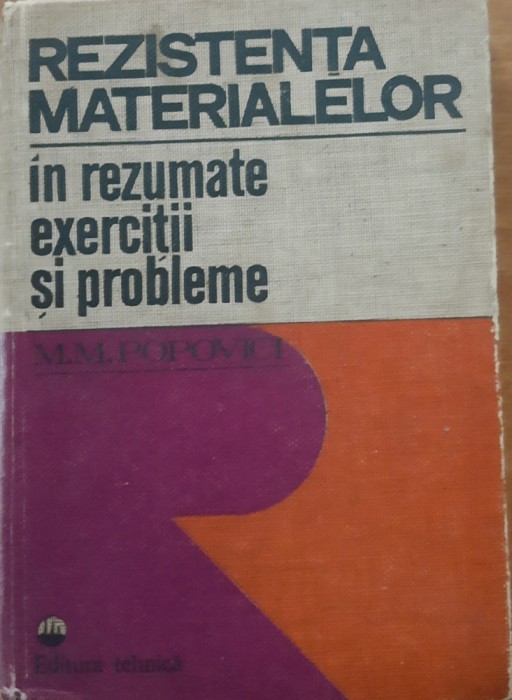 REZISTENȚA
MATERIALELOR
în rezumate
exerciții
și probleme
M.M. POPOVICI
Editura tehnică